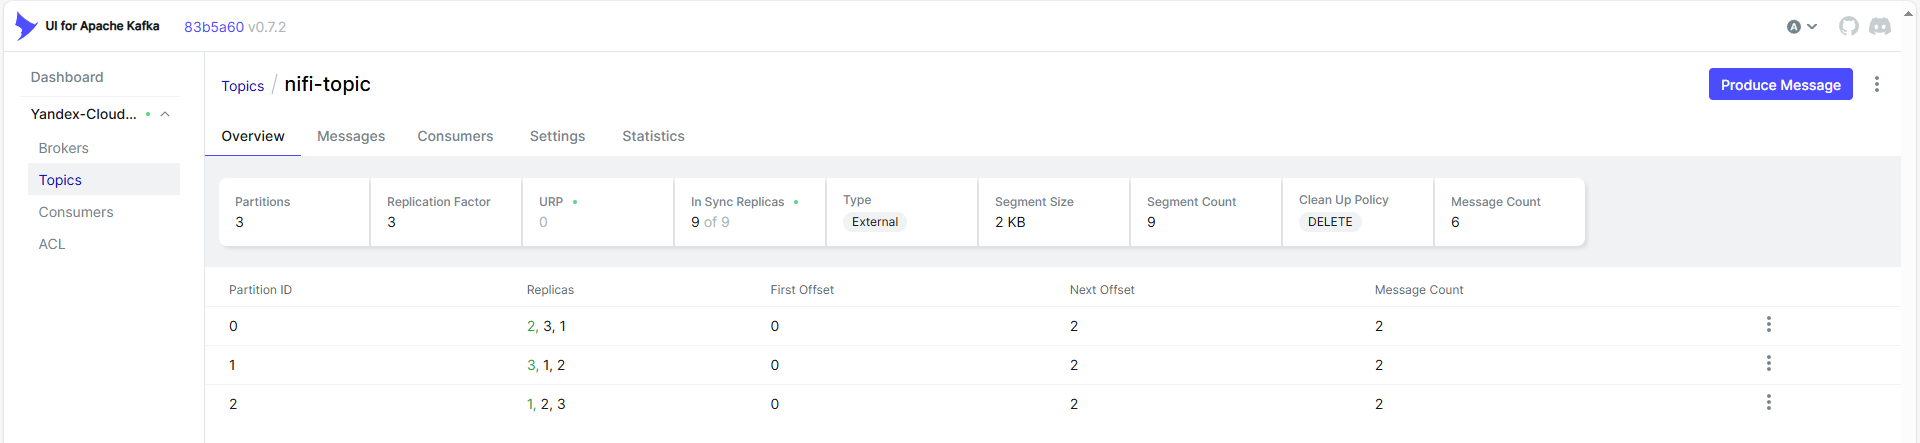 UI for Apache Kafka 83b5a60 v0.7.2 A
Dashboard
Yandex-Cloud...
Brokers
Topics
Consumers
ACL
Topics / nifi-topic Produce Message
Overview Messages Consumers Settings Statistics
Partitions Replication Factor URP In Sync Replicas Type Segment Size Segment Count Clean Up Policy Message Count
3 3 0 9 of 9 External 2 KB 9 DELETE 6
Partition ID Replicas First Offset Next Offset Message Count
0 2, 3, 1 0 2 2
1 3, 1, 2 0 2 2
2 1, 2, 3 0 2 2